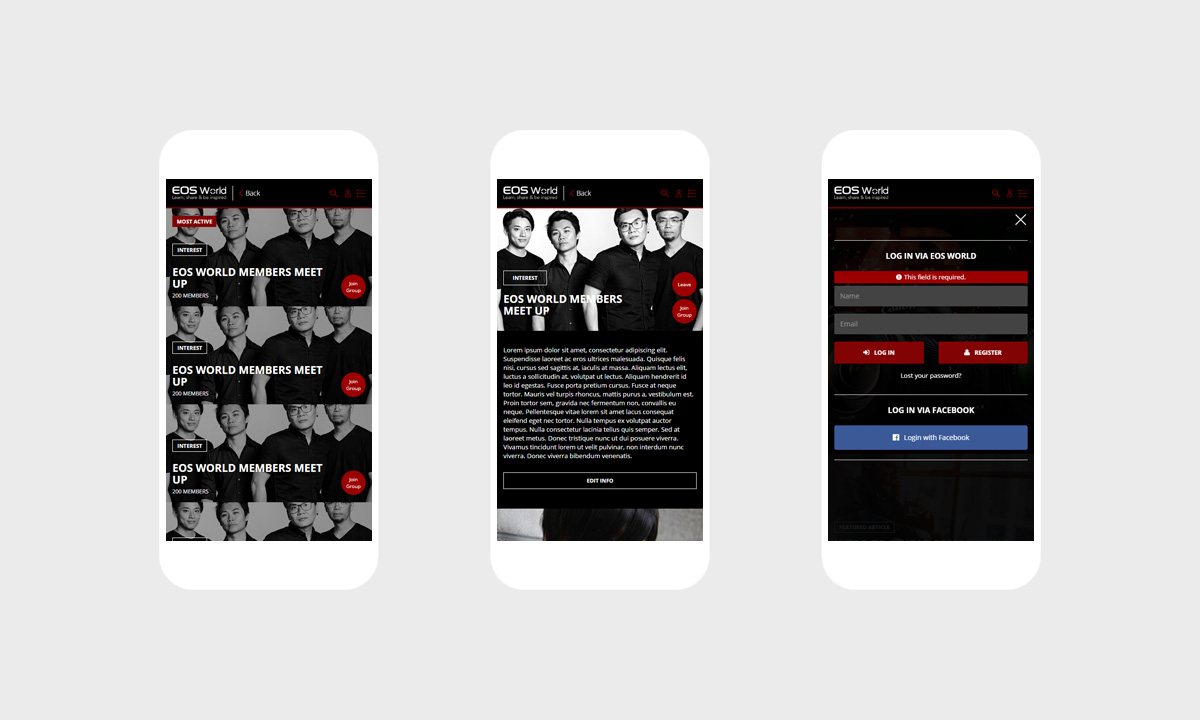 EOS World
Learn, share & be inspired
Back
MOST ACTIVE
INTEREST
EOS WORLD MEMBERS MEET
UP
200 MEMBERS
Join
Group
INTEREST
EOS WORLD MEMBERS MEET
UP
200 MEMBERS
Join
Group
INTEREST
EOS WORLD MEMBERS MEET
UP
200 MEMBERS
Join
Group
EOS World
Learn, share & be inspired
Back
INTEREST
EOS WORLD MEMBERS
MEET UP
Leave
Join
Group
Lorem ipsum dolor sit amet, consectetur adipiscing elit.
Suspendisse laoreet ac eros ultrices malesuada. Quisque felis
nisi, cursus sed sagittis at, iaculis at massa. Aliquam lectus elit,
luctus a sollicitudin at, volutpat ut lectus. Aliquam hendrerit id
leo id egestas. Fusce porta pretium cursus. Fusce at neque
tortor. Mauris vel turpis rhoncus, mattis purus a, vestibulum est.
Proin tortor sem, gravida nec fermentum non, convallis eu
neque. Pellentesque vitae lorem sit amet lacus consequat
eleifend eget nec tortor. Nulla tempus ex volutpat auctor
tempus. Nulla consectetur lacinia tellus quis semper. Sed at
laoreet metus. Donec tristique nunc ut dui posuere viverra.
Vivamus tincidunt lorem ut velit pulvinar, non interdum nunc
viverra. Donec viverra bibendum venenatis.
EDIT INFO
EOS World
Learn, share & be inspired
LOG IN VIA EOS WORLD
This field is required.
Name
Email
LOG IN
REGISTER
Lost your password?
LOG IN VIA FACEBOOK
Login with Facebook
FEATURED ARTICLE